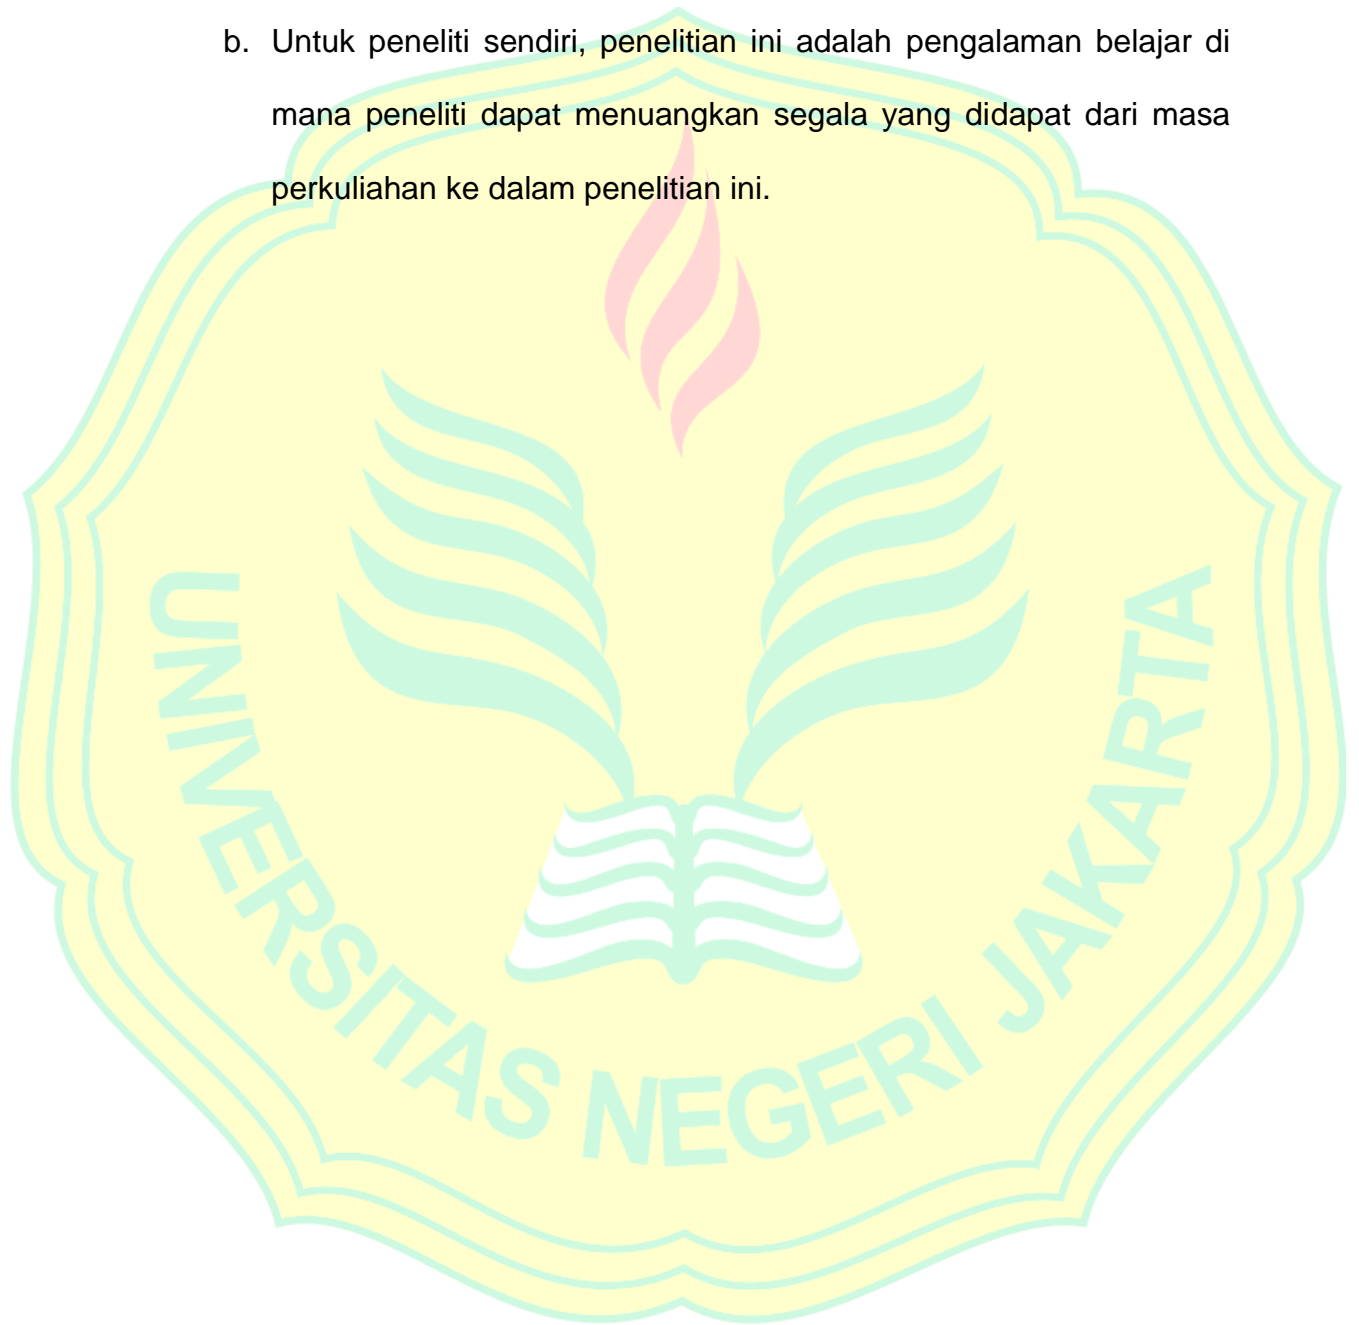 b. Untuk peneliti sendiri, penelitian ini adalah pengalaman belajar di
mana peneliti dapat menuangkan segala yang didapat dari masa
perkuliahan ke dalam penelitian ini.
UNIVERSITAS NEGERI JAKARTA